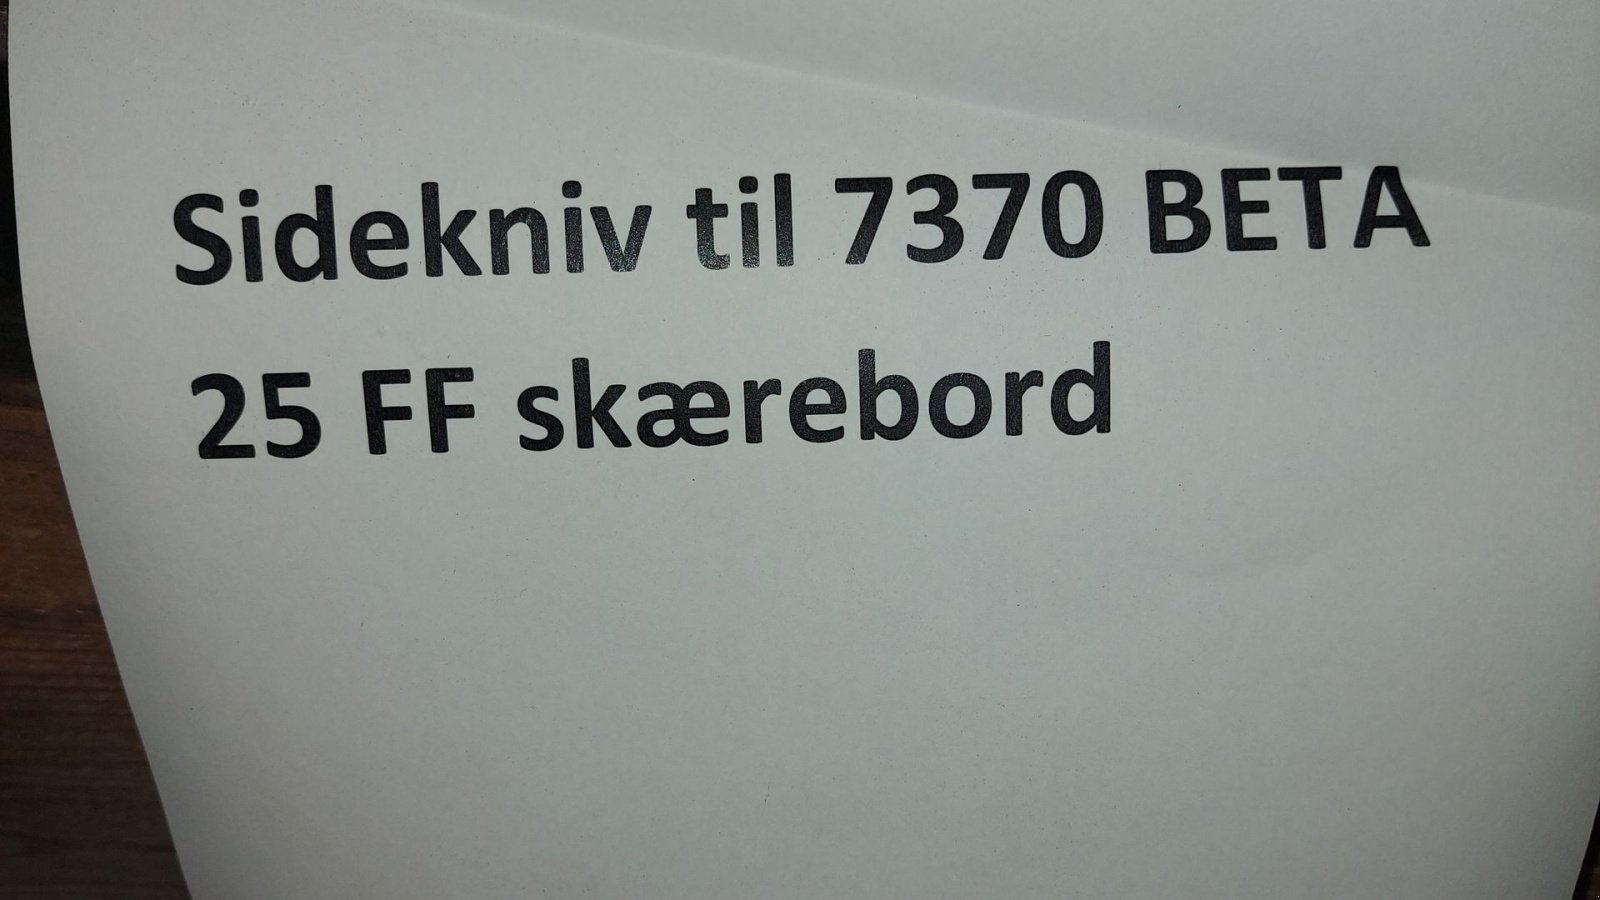 Sidekniv til 7370 BETA
25 FF skærebord